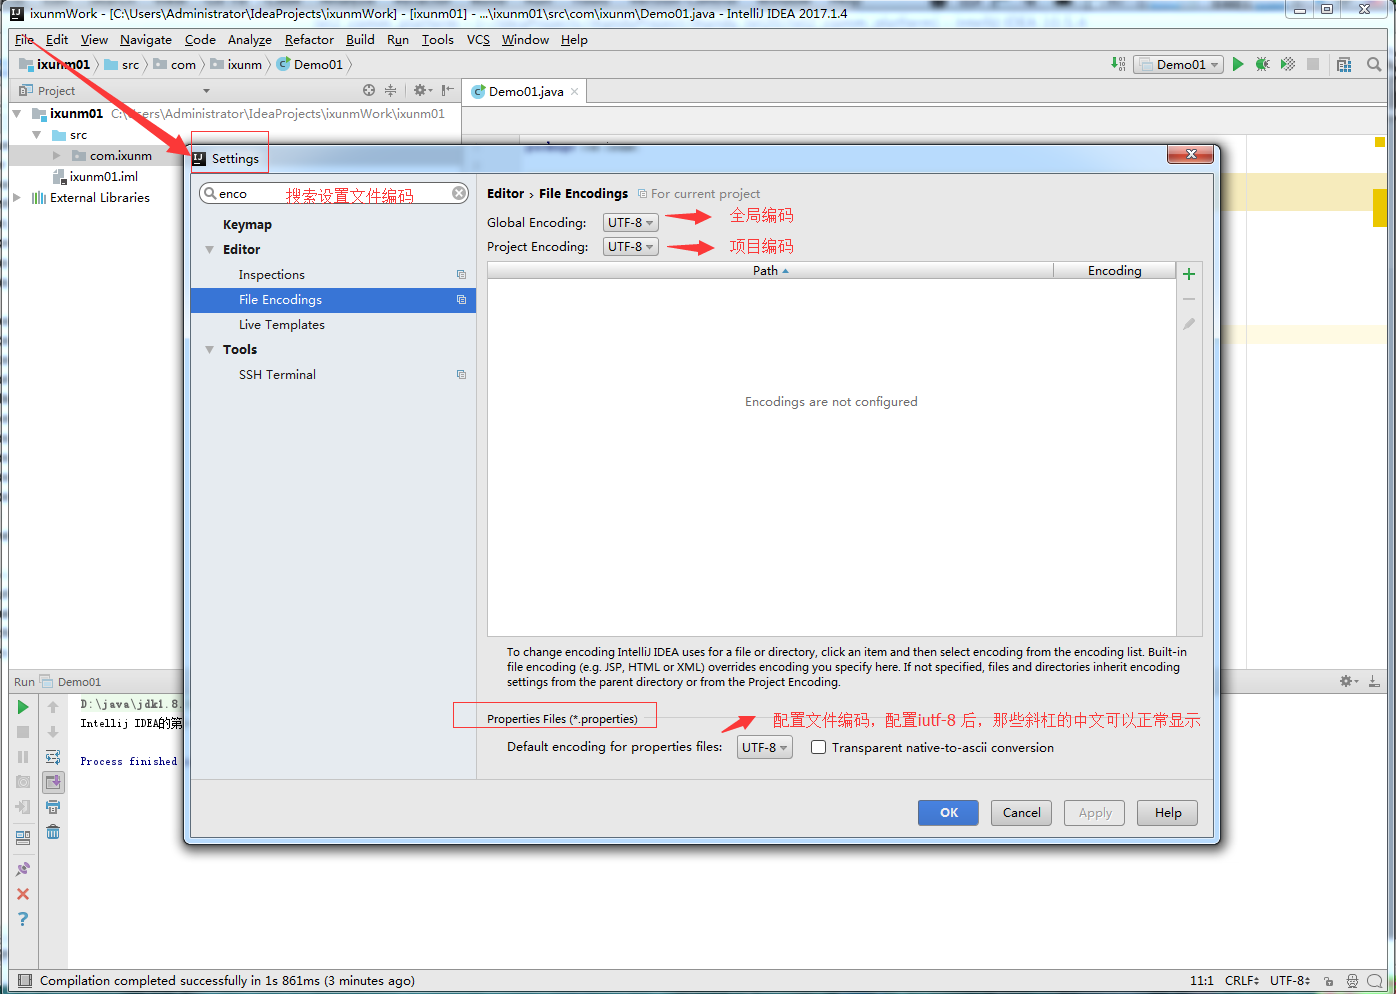 ixunmWork - [C:\Users\Administrator\IdeaProjects\ixunmWork] - [ixunm01] - ...\ixunm01\src\com\ixunm\Demo01.java - IntelliJ IDEA 2017.1.4
File Edit View Navigate Code Analyze Refactor Build Run Tools VCS Window Help
ixunm01 src com ixunm Demo01
Demo01
Project
Demo01.java
ixunm01 C:\Users\Administrator\IdeaProjects\ixunmWork\ixunm01
src
com.ixunm
ixunm01.iml
External Libraries
Settings
enco 搜索设置文件编码
Keymap
Editor
Inspections
File Encodings
Live Templates
Tools
SSH Terminal
Editor › File Encodings For current project
Global Encoding: UTF-8 全局编码
Project Encoding: UTF-8 项目编码
Path Encoding
Encodings are not configured
To change encoding IntelliJ IDEA uses for a file or directory, click an item and then select encoding from the encoding list. Built-in
file encoding (e.g. JSP, HTML or XML) overrides encoding you specify here. If not specified, files and directories inherit encoding
settings from the parent directory or from the Project Encoding.
Properties Files (*.properties)
配置文件编码，配置iutf-8 后，那些斜杠的中文可以正常显示
Default encoding for properties files: UTF-8 Transparent native-to-ascii conversion
OK Cancel Apply Help
Run Demo01
D:\java\jdk1.8.
Intellij IDEA的第
Process finished
Compilation completed successfully in 1s 861ms (3 minutes ago)
11:1 CRLF UTF-8